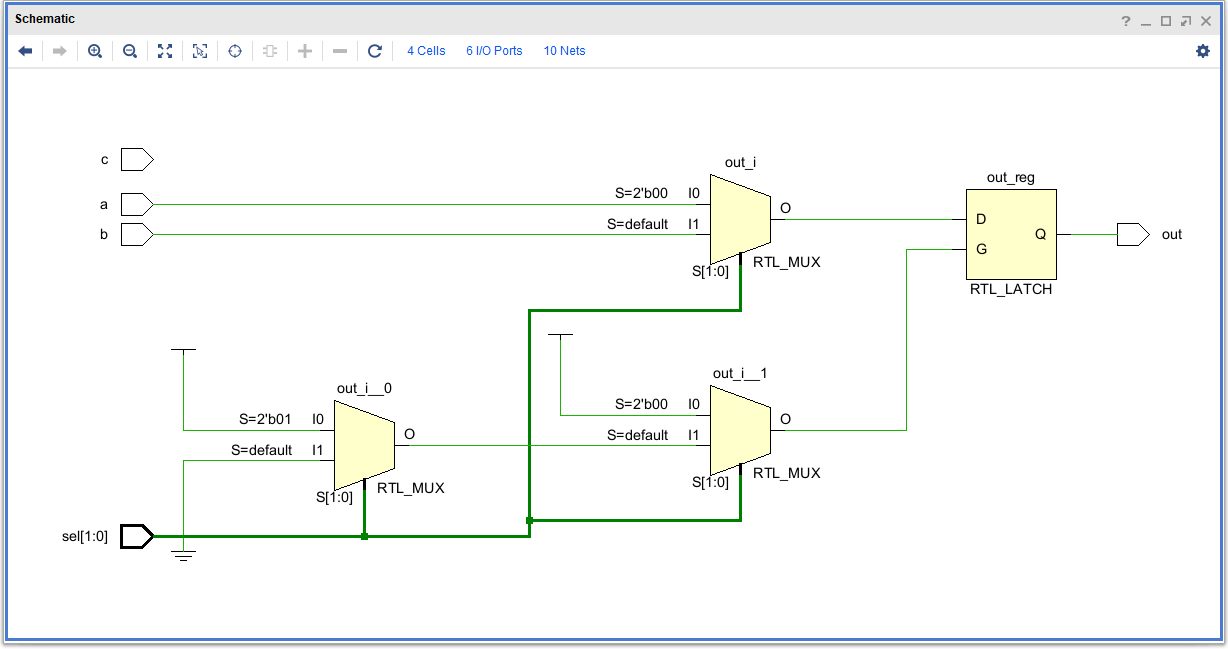 Schematic
4 Cells 6 I/O Ports 10 Nets
c
a
b
S=2'b00 I0
S=default I1
out_i
O
S[1:0]
RTL_MUX
out_reg
D
G
Q
RTL_LATCH
out
S=2'b01 I0
S=default I1
out_i__0
O
S[1:0]
RTL_MUX
S=2'b00 I0
S=default I1
out_i__1
O
S[1:0]
RTL_MUX
sel[1:0]